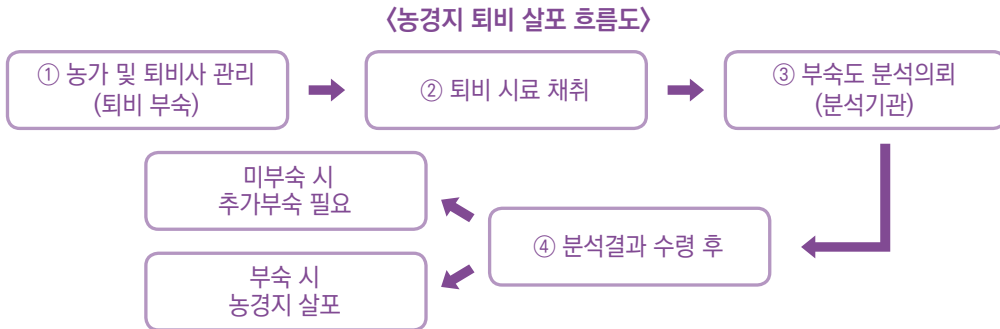 〈농경지 퇴비 살포 흐름도〉
① 농가 및 퇴비사 관리
(퇴비 부숙)
② 퇴비 시료 채취
③ 부숙도 분석의뢰
(분석기관)
미부숙 시
추가부숙 필요
④ 분석결과 수령 후
부숙 시
농경지 살포